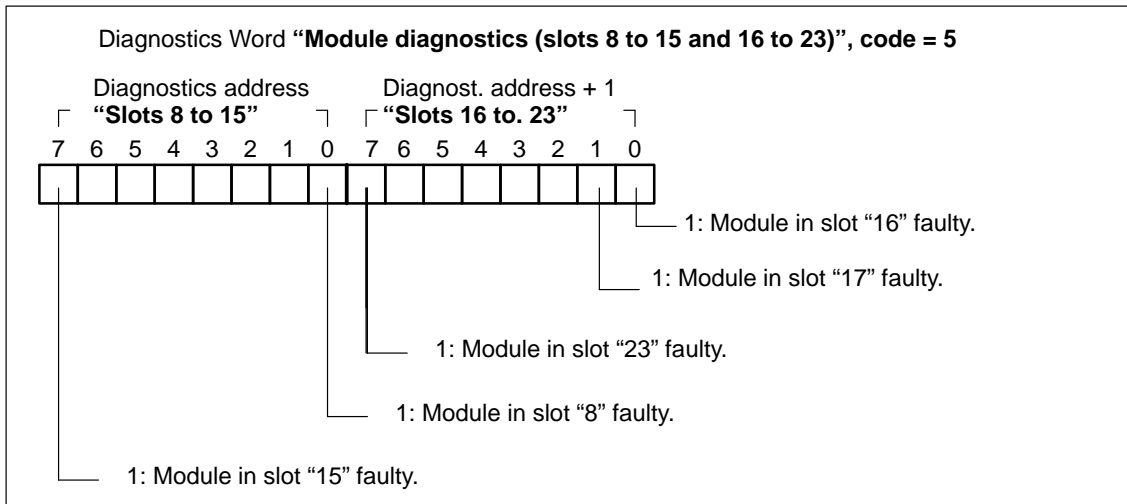 Diagnostics Word “Module diagnostics (slots 8 to 15 and 16 to 23)”, code = 5
Diagnostics address Diagnost. address + 1
“Slots 8 to 15” “Slots 16 to. 23”
7 6 5 4 3 2 1 0 7 6 5 4 3 2 1 0
1: Module in slot “16” faulty.
1: Module in slot “17” faulty.
1: Module in slot “23” faulty.
1: Module in slot “8” faulty.
1: Module in slot “15” faulty.